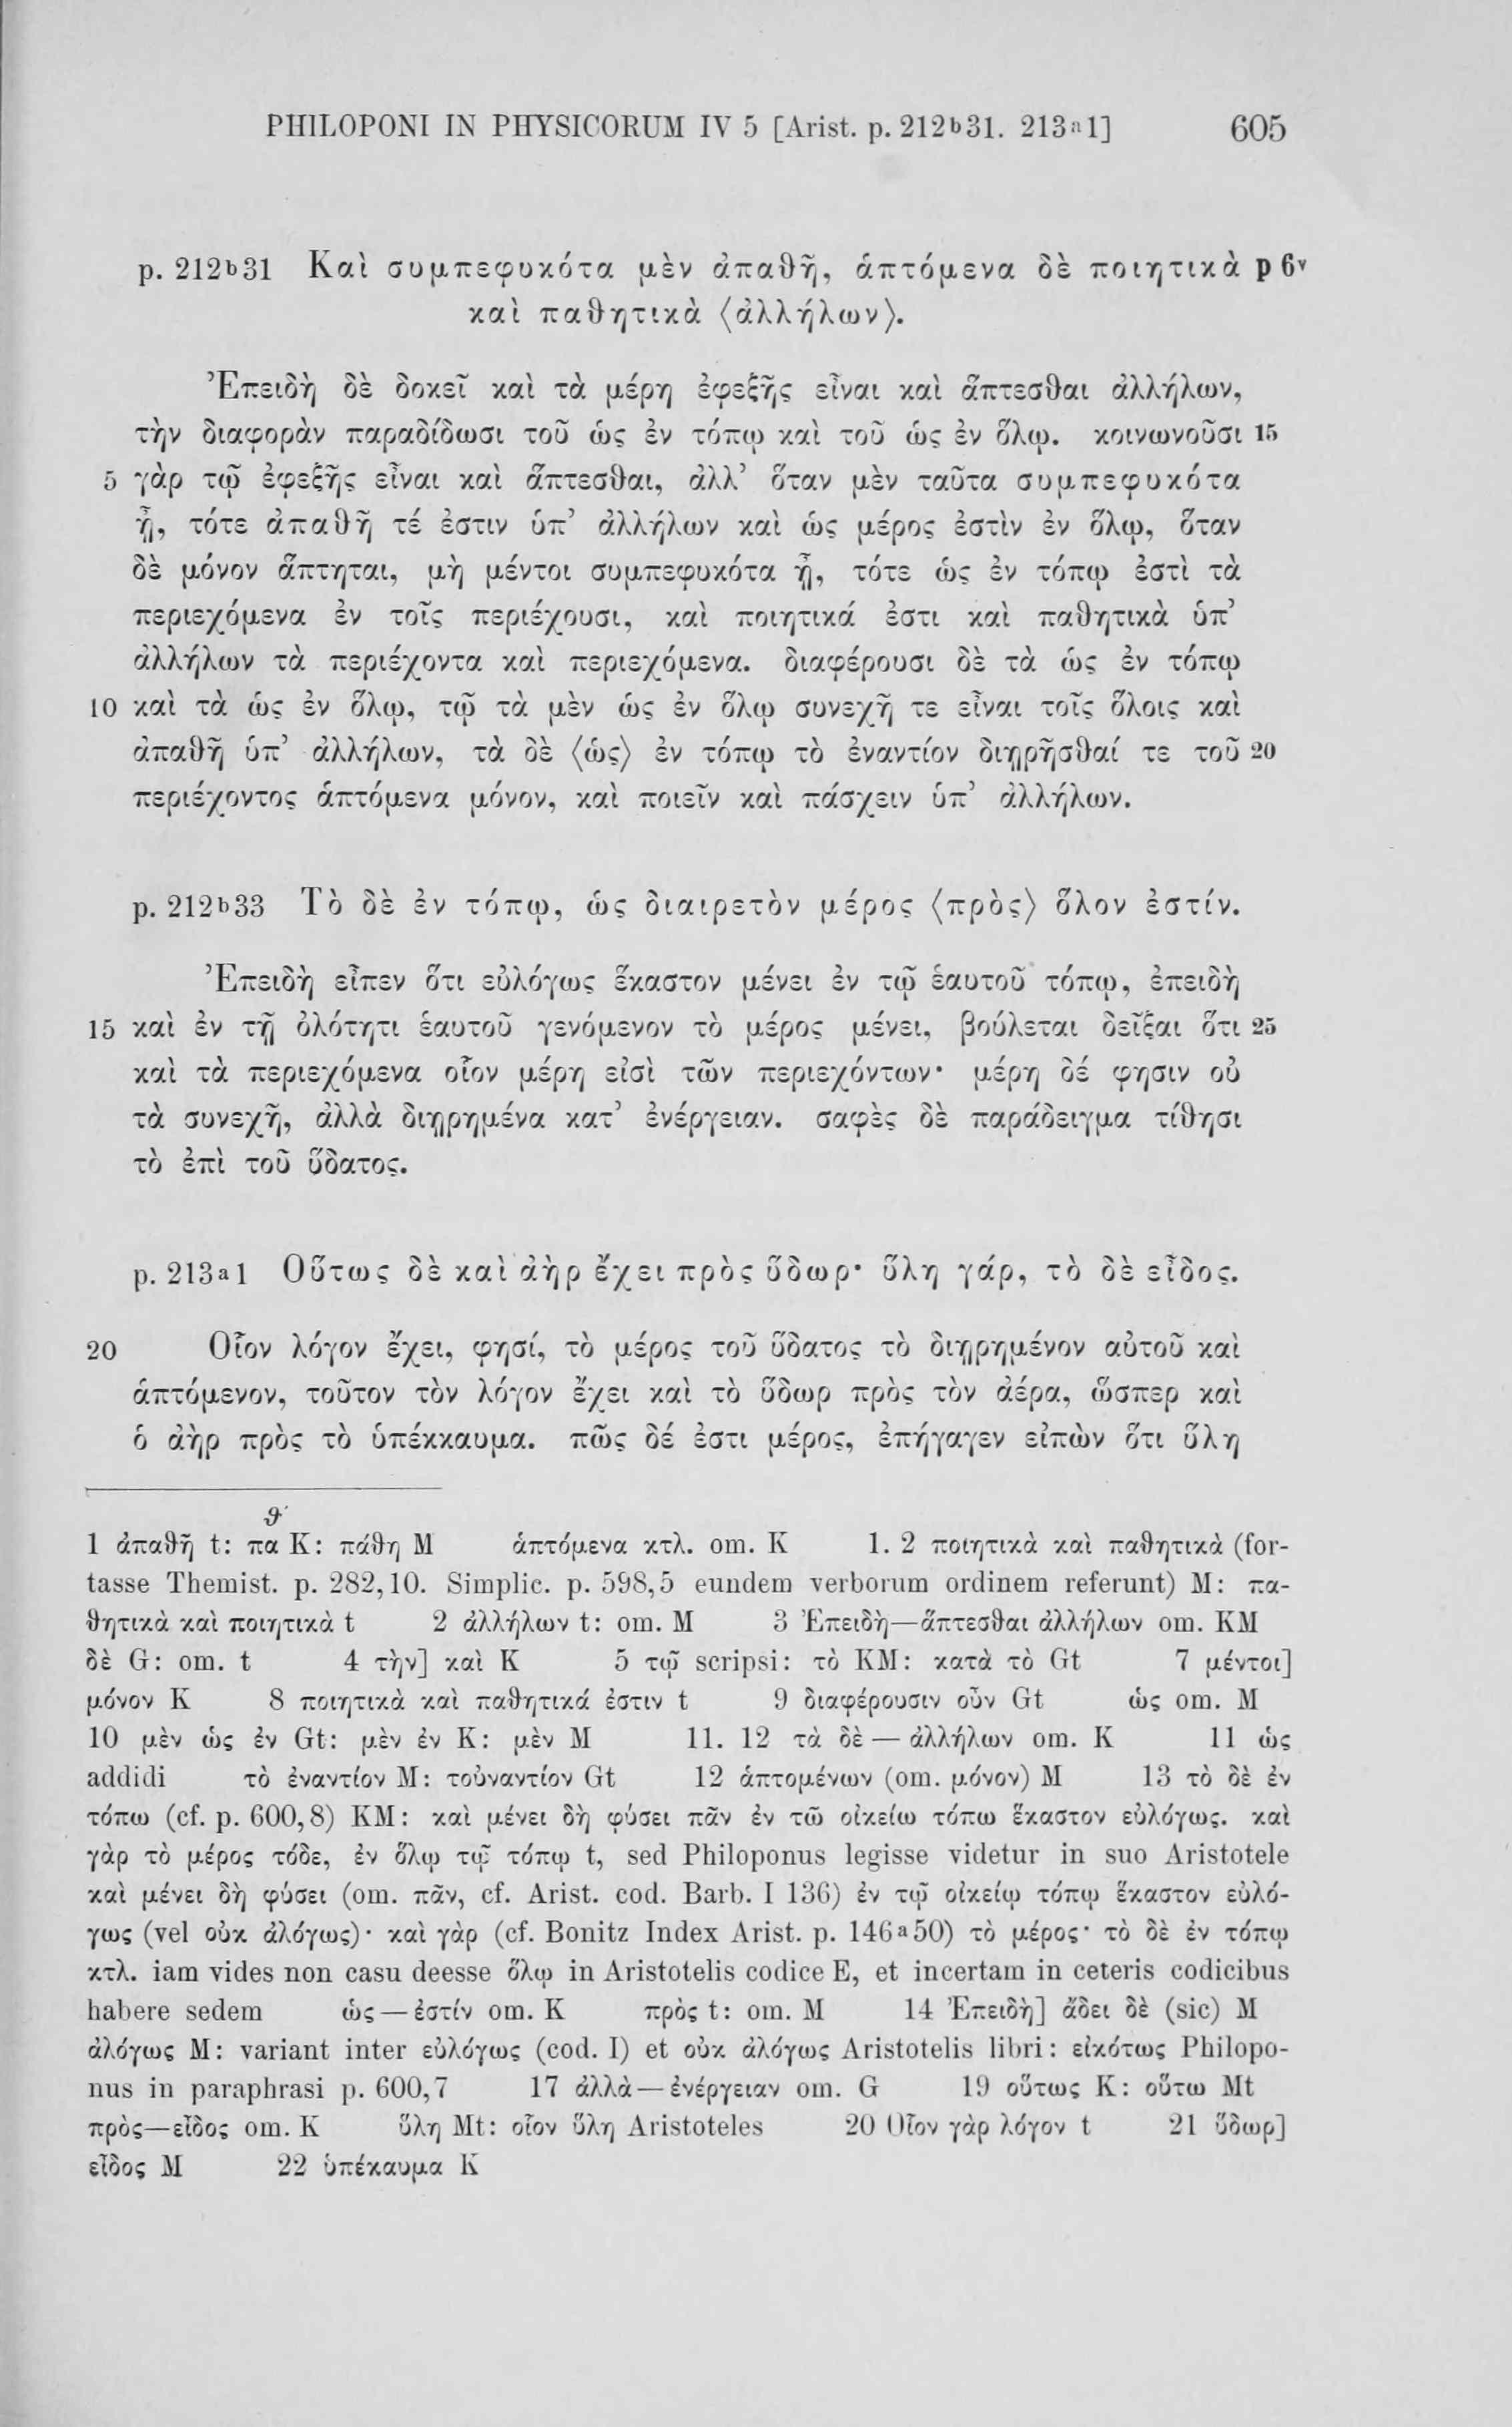 PHILOPONI IN PHYSICORUM IV 5 [Arist. p. 212b31. 213a1] 605
p. 212b31 Καὶ συμπεφυκότα μὲν ἀπαθῆ, ἁπτόμενα δὲ ποιητικὰ p 6v
καὶ παθητικὰ ⟨ἀλλήλων⟩.
Ἐπειδὴ δὲ δοκεῖ καὶ τὰ μέρη ἐφεξῆς εἶναι καὶ ἅπτεσθαι ἀλλήλων,
τὴν διαφορὰν παραδίδωσι τοῦ ὡς ἐν τόπῳ καὶ τοῦ ὡς ἐν ὅλῳ. κοινωνοῦσι 15
5 γὰρ τῷ ἐφεξῆς εἶναι καὶ ἅπτεσθαι, ἀλλ’ ὅταν μὲν ταῦτα συμπεφυκότα
ᾖ, τότε ἀπαθῆ τέ ἐστιν ὑπ’ ἀλλήλων καὶ ὡς μέρος ἐστὶν ἐν ὅλῳ, ὅταν
δὲ μόνον ἅπτηται, μὴ μέντοι συμπεφυκότα ᾖ, τότε ὡς ἐν τόπῳ ἐστὶ τὰ
περιεχόμενα ἐν τοῖς περιέχουσι, καὶ ποιητικά ἐστι καὶ παθητικὰ ὑπ’
ἀλλήλων τὰ περιέχοντα καὶ περιεχόμενα. διαφέρουσι δὲ τὰ ὡς ἐν τόπῳ
10 καὶ τὰ ὡς ἐν ὅλῳ, τῷ τὰ μὲν ὡς ἐν ὅλῳ συνεχῆ τε εἶναι τοῖς ὅλοις καὶ
ἀπαθῆ ὑπ’ ἀλλήλων, τὰ δὲ ⟨ὡς⟩ ἐν τόπῳ τὸ ἐναντίον διῃρῆσθαί τε τοῦ 20
περιέχοντος ἁπτόμενα μόνον, καὶ ποιεῖν καὶ πάσχειν ὑπ’ ἀλλήλων.
p. 212b33 Τὸ δὲ ἐν τόπῳ, ὡς διαιρετὸν μέρος ⟨πρὸς⟩ ὅλον ἐστίν.
Ἐπειδὴ εἶπεν ὅτι εὐλόγως ἕκαστον μένει ἐν τῷ ἑαυτοῦ τόπῳ, ἐπειδὴ
15 καὶ ἐν τῇ ὁλότητι ἑαυτοῦ γενόμενον τὸ μέρος μένει, βούλεται δεῖξαι ὅτι 25
καὶ τὰ περιεχόμενα οἷον μέρη εἰσὶ τῶν περιεχόντων· μέρη δέ φησιν οὐ
τὰ συνεχῆ, ἀλλὰ διῃρημένα κατ’ ἐνέργειαν. σαφὲς δὲ παράδειγμα τίθησι
τὸ ἐπὶ τοῦ ὕδατος.
p. 213a1 Οὕτως δὲ καὶ ἀὴρ ἔχει πρὸς ὕδωρ· ὕλη γάρ, τὸ δὲ εἶδος.
20 Οἷον λόγον ἔχει, φησί, τὸ μέρος τοῦ ὕδατος τὸ διῃρημένον αὐτοῦ καὶ
ἁπτόμενον, τοῦτον τὸν λόγον ἔχει καὶ τὸ ὕδωρ πρὸς τὸν ἀέρα, ὥσπερ καὶ
ὁ ἀὴρ πρὸς τὸ ὑπέκκαυμα. πῶς δέ ἐστι μέρος, ἐπήγαγεν εἰπὼν ὅτι ὕλη
θ
1 ἀπαθῆ t: πα K: πάθη M ἁπτόμενα κτλ. om. K 1. 2 ποιητικὰ καὶ παθητικὰ (for-
tasse Themist. p. 282,10. Simplic. p. 598,5 eundem verborum ordinem referunt) M: πα-
θητικὰ καὶ ποιητικὰ t 2 ἀλλήλων t: om. M 3 Ἐπειδὴ—ἅπτεσθαι ἀλλήλων om. KM
δὲ G: om. t 4 τὴν] καὶ K 5 τῷ scripsi: τὸ KM: κατὰ τὸ Gt 7 μέντοι]
μόνον K 8 ποιητικὰ καὶ παθητικά ἐστιν t 9 διαφέρουσιν οὖν Gt ὡς om. M
10 μὲν ὡς ἐν Gt: μὲν ἐν K: μὲν M 11. 12 τὰ δὲ — ἀλλήλων om. K 11 ὡς
addidi τὸ ἐναντίον M: τοὐναντίον Gt 12 ἁπτομένων (om. μόνον) M 13 τὸ δὲ ἐν
τόπω (cf. p. 600,8) KM: καὶ μένει δὴ φύσει πᾶν ἐν τῶ οἰκείω τόπω ἕκαστον εὐλόγως. καὶ
γὰρ τὸ μέρος τόδε, ἐν ὅλῳ τῷ τόπῳ t, sed Philoponus legisse videtur in suo Aristotele
καὶ μένει δὴ φύσει (om. πᾶν, cf. Arist. cod. Barb. I 136) ἐν τῷ οἰκείῳ τόπῳ ἕκαστον εὐλό-
γως (vel οὐκ ἀλόγως)· καὶ γὰρ (cf. Bonitz Index Arist. p. 146a50) τὸ μέρος· τὸ δὲ ἐν τόπῳ
κτλ. iam vides non casu deesse ὅλῳ in Aristotelis codice E, et incertam in ceteris codicibus
habere sedem ὡς — ἐστίν om. K πρὸς t: om. M 14 Ἐπειδὴ] ἄδει δὲ (sic) M
ἀλόγως M: variant inter εὐλόγως (cod. I) et οὐκ ἀλόγως Aristotelis libri: εἰκότως Philopo-
nus in paraphrasi p. 600,7 17 ἀλλὰ — ἐνέργειαν om. G 19 οὕτως K: οὕτω Mt
πρὸς—εἶδος om. K ὕλη Mt: οἷον ὕλη Aristoteles 20 Οἷον γὰρ λόγον t 21 ὕδωρ]
εἶδος M 22 ὑπέκαυμα K